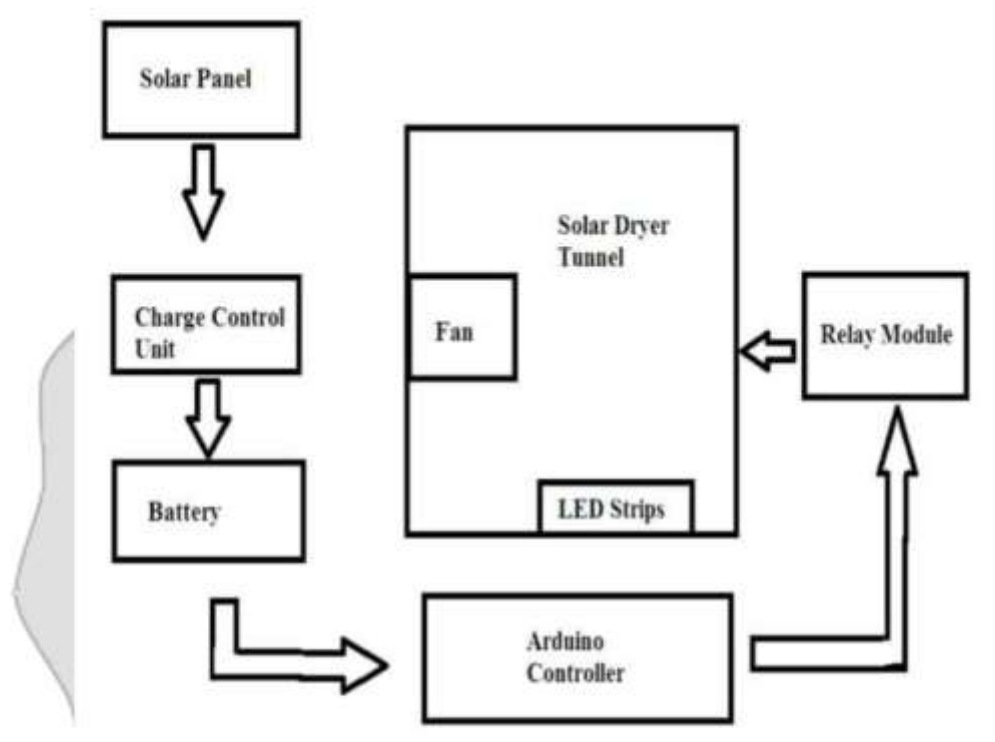 Solar Panel
Solar Dryer
Tunnel
Charge Control
Unit
Fan
Relay Module
Battery
LED Strips
Arduino
Controller